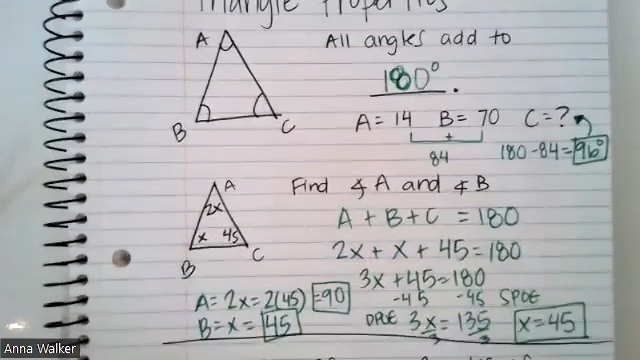 Triangle Properties
A
All angles add to
180°.
B C
A = 14 B = 70 C = ?
+
84
180 - 84 = 96°
Find ∡ A and ∡ B
A
2x
x 45
B C
A + B + C = 180
2x + x + 45 = 180
3x + 45 = 180
-45 -45 SPOE
A = 2x = 2(45) = 90
B = x = 45
DPOE 3x = 135 x = 45
3 3
Anna Walker